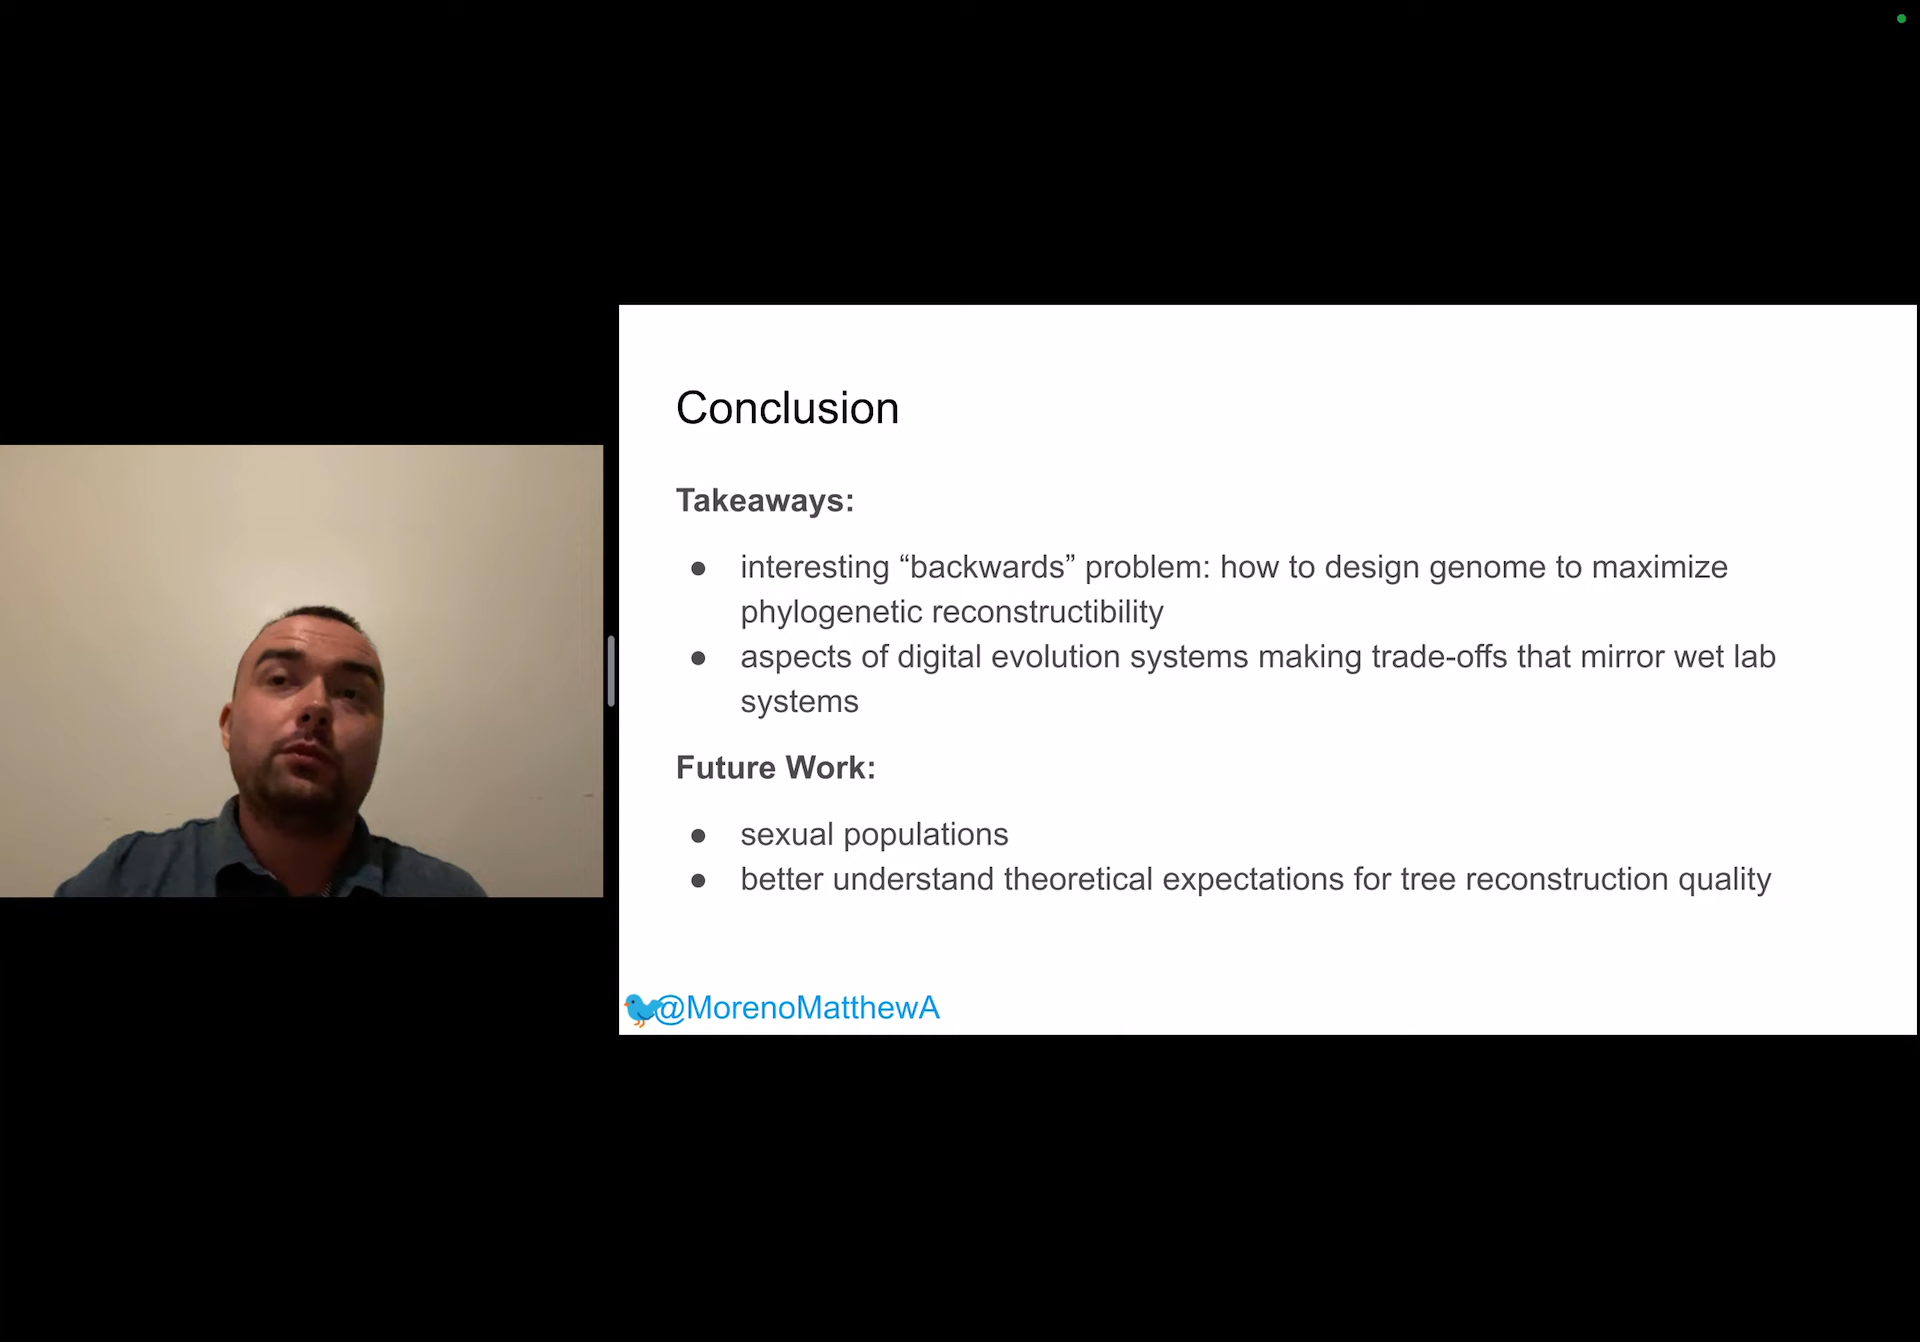 Conclusion
Takeaways:
● interesting “backwards” problem: how to design genome to maximize
phylogenetic reconstructibility
● aspects of digital evolution systems making trade-offs that mirror wet lab
systems
Future Work:
● sexual populations
● better understand theoretical expectations for tree reconstruction quality
@MorenoMatthewA